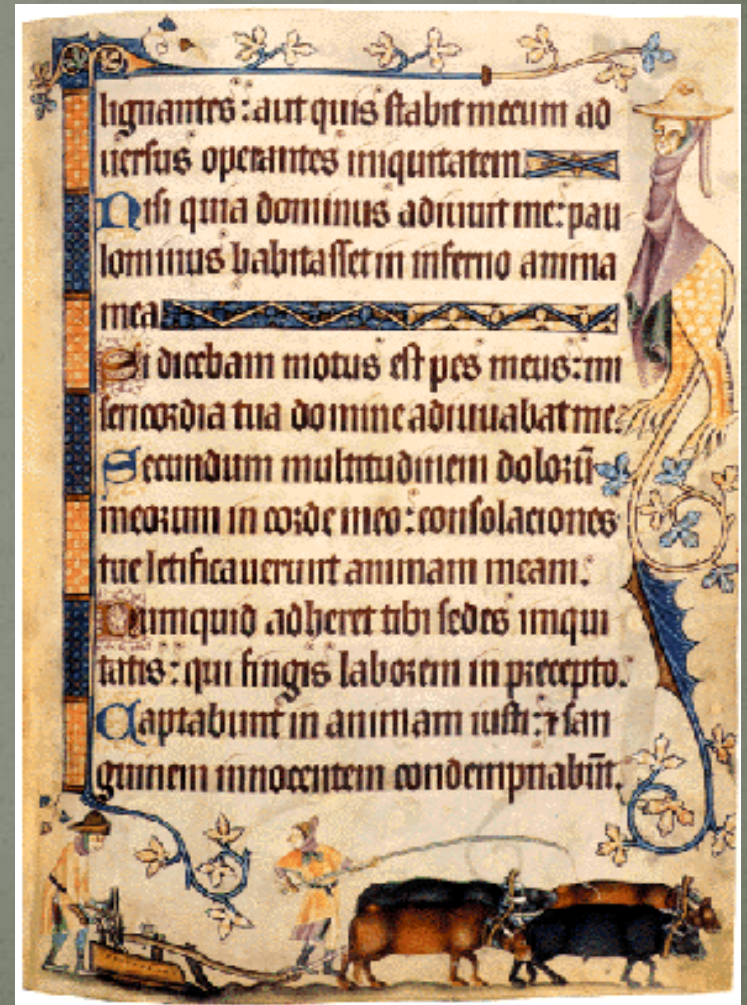 lignantes: aut quis stabit mecum ad
uersus operantes iniquitatem.
Nisi quia dominus adiuuit me: pau
lominus habitasset in inferno anima
mea.
Si dicebam motus est pes meus: mi
sericordia tua domine adiuuabat me.
Secundum multitudinem dolorū
meorum in corde meo: consolaciones
tue letificauerunt animam meam.
Numquid adheret tibi sedes iniqui
tatis: qui fingis laborem in precepto.
Captabunt in animam iusti: ⁊ san
guinem innocentem condempnabūt.